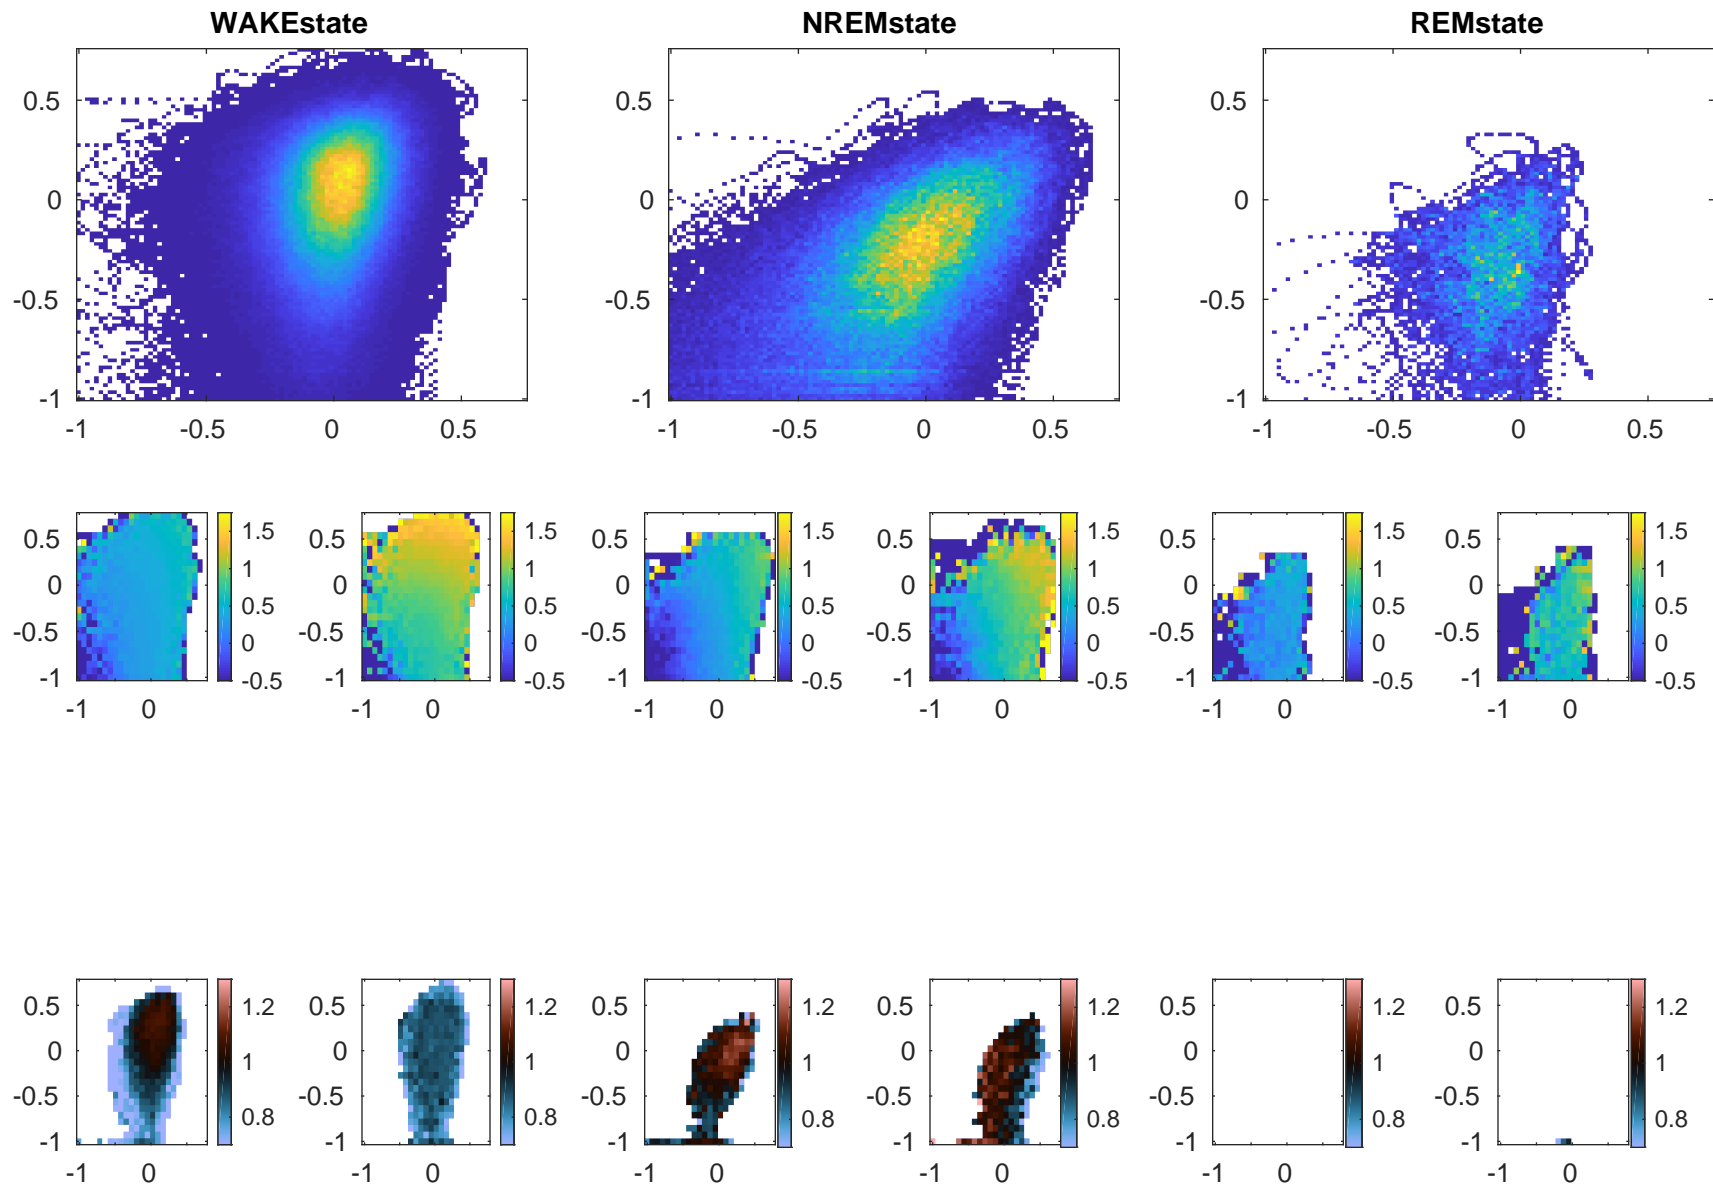 WAKEstate NREMstate REMstate
0.5 0.5 0.5
0 0 0
-0.5 -0.5 -0.5
-1 -1 -1
-1 -0.5 0 0.5 -1 -0.5 0 0.5 -1 -0.5 0 0.5
0.5 1.5 0.5 1.5 0.5 1.5 0.5 1.5 0.5 1.5 0.5 1.5
0 1 0 1 0 1 0 1 0 1 0 1
0.5 0.5 0.5 0.5 0.5 0.5
-0.5 0 -0.5 0 -0.5 0 -0.5 0 -0.5 0 -0.5 0
-1 -0.5 -1 -0.5 -1 -0.5 -1 -0.5 -1 -0.5 -1 -0.5
-1 0 -1 0 -1 0 -1 0 -1 0 -1 0
0.5 1.2 0.5 1.2 0.5 1.2 0.5 1.2 0.5 1.2 0.5 1.2
0 1 0 1 0 1 0 1 0 1 0 1
-0.5 0.8 -0.5 0.8 -0.5 0.8 -0.5 0.8 -0.5 0.8 -0.5 0.8
-1 -1 -1 -1 -1 -1
-1 0 -1 0 -1 0 -1 0 -1 0 -1 0